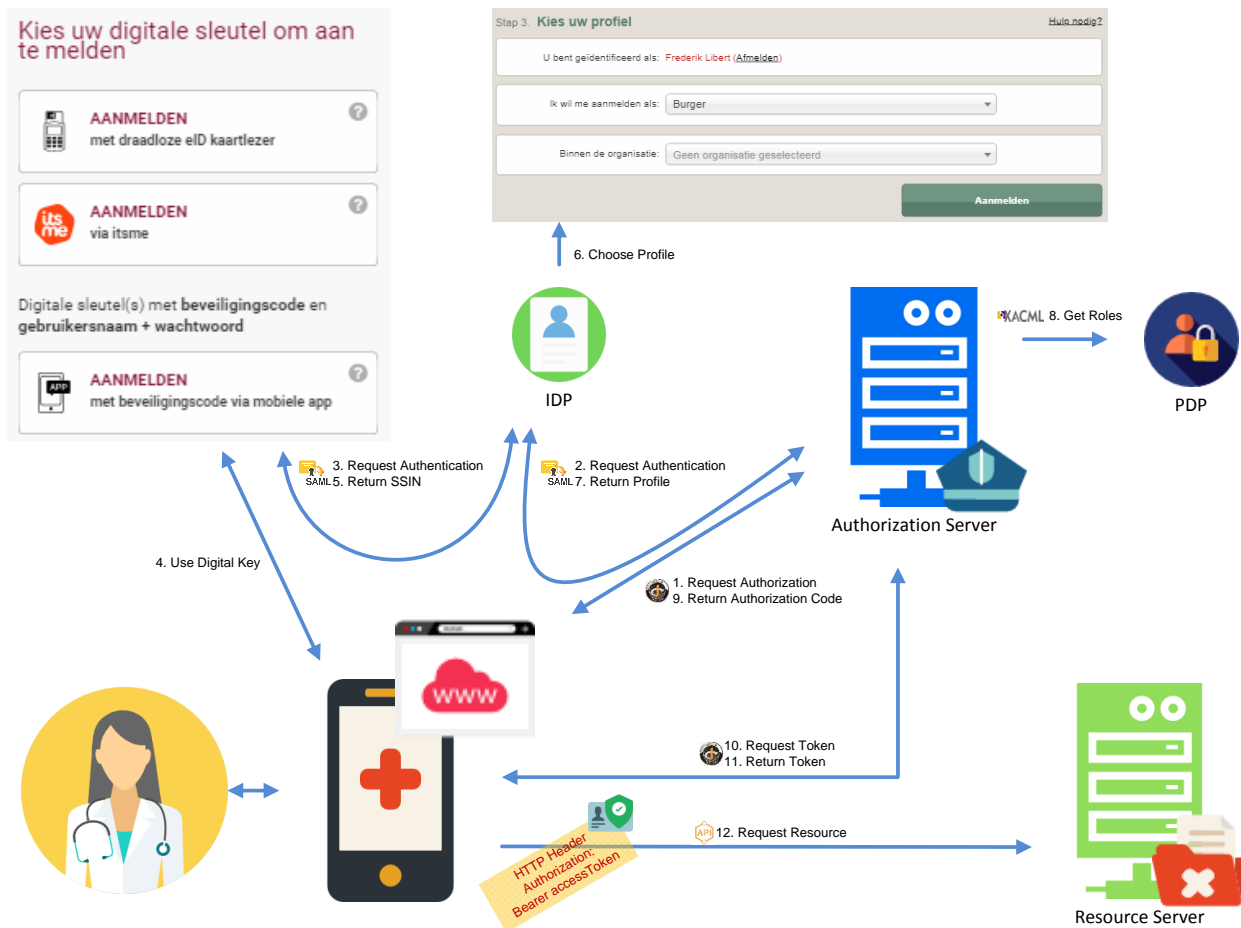 Kies uw digitale sleutel om aan
te melden
AANMELDEN
met draadloze eID kaartlezer
?
its
me
AANMELDEN
via itsme
?
Digitale sleutel(s) met beveiligingscode en
gebruikersnaam + wachtwoord
APP
AANMELDEN
met beveiligingscode via mobiele app
?
Stap 3. Kies uw profiel
Hulp nodig?
U bent geïdentificeerd als: Frederik Libert (Afmelden)
Ik wil me aanmelden als: Burger
Binnen de organisatie: Geen organisatie geselecteerd
Aanmelden
6. Choose Profile
IDP
XACML 8. Get Roles
PDP
Authorization Server
SAML
3. Request Authentication
5. Return SSIN
SAML
2. Request Authentication
7. Return Profile
4. Use Digital Key
1. Request Authorization
9. Return Authorization Code
www
10. Request Token
11. Return Token
HTTP Header
Authorization:
Bearer accessToken
API
12. Request Resource
Resource Server